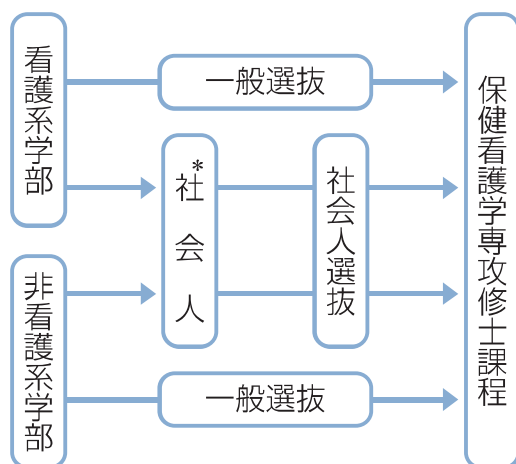 看護系学部
一般選抜
*
社会人
社会人選抜
非看護系学部
一般選抜
保健看護学専攻修士課程